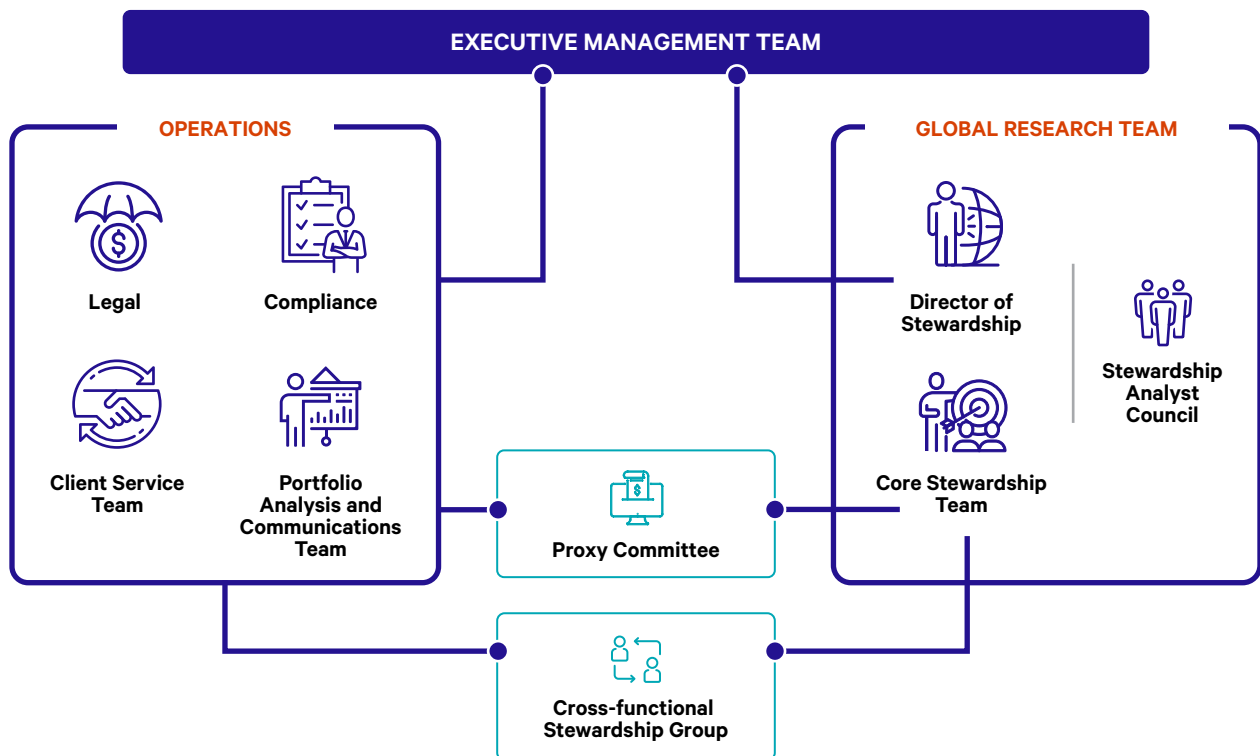 EXECUTIVE MANAGEMENT TEAM
OPERATIONS
$
Legal
Compliance
Client Service
Team
Portfolio
Analysis and
Communications
Team
$
Proxy Committee
Cross-functional
Stewardship Group
GLOBAL RESEARCH TEAM
Director of
Stewardship
Core Stewardship
Team
Stewardship
Analyst
Council